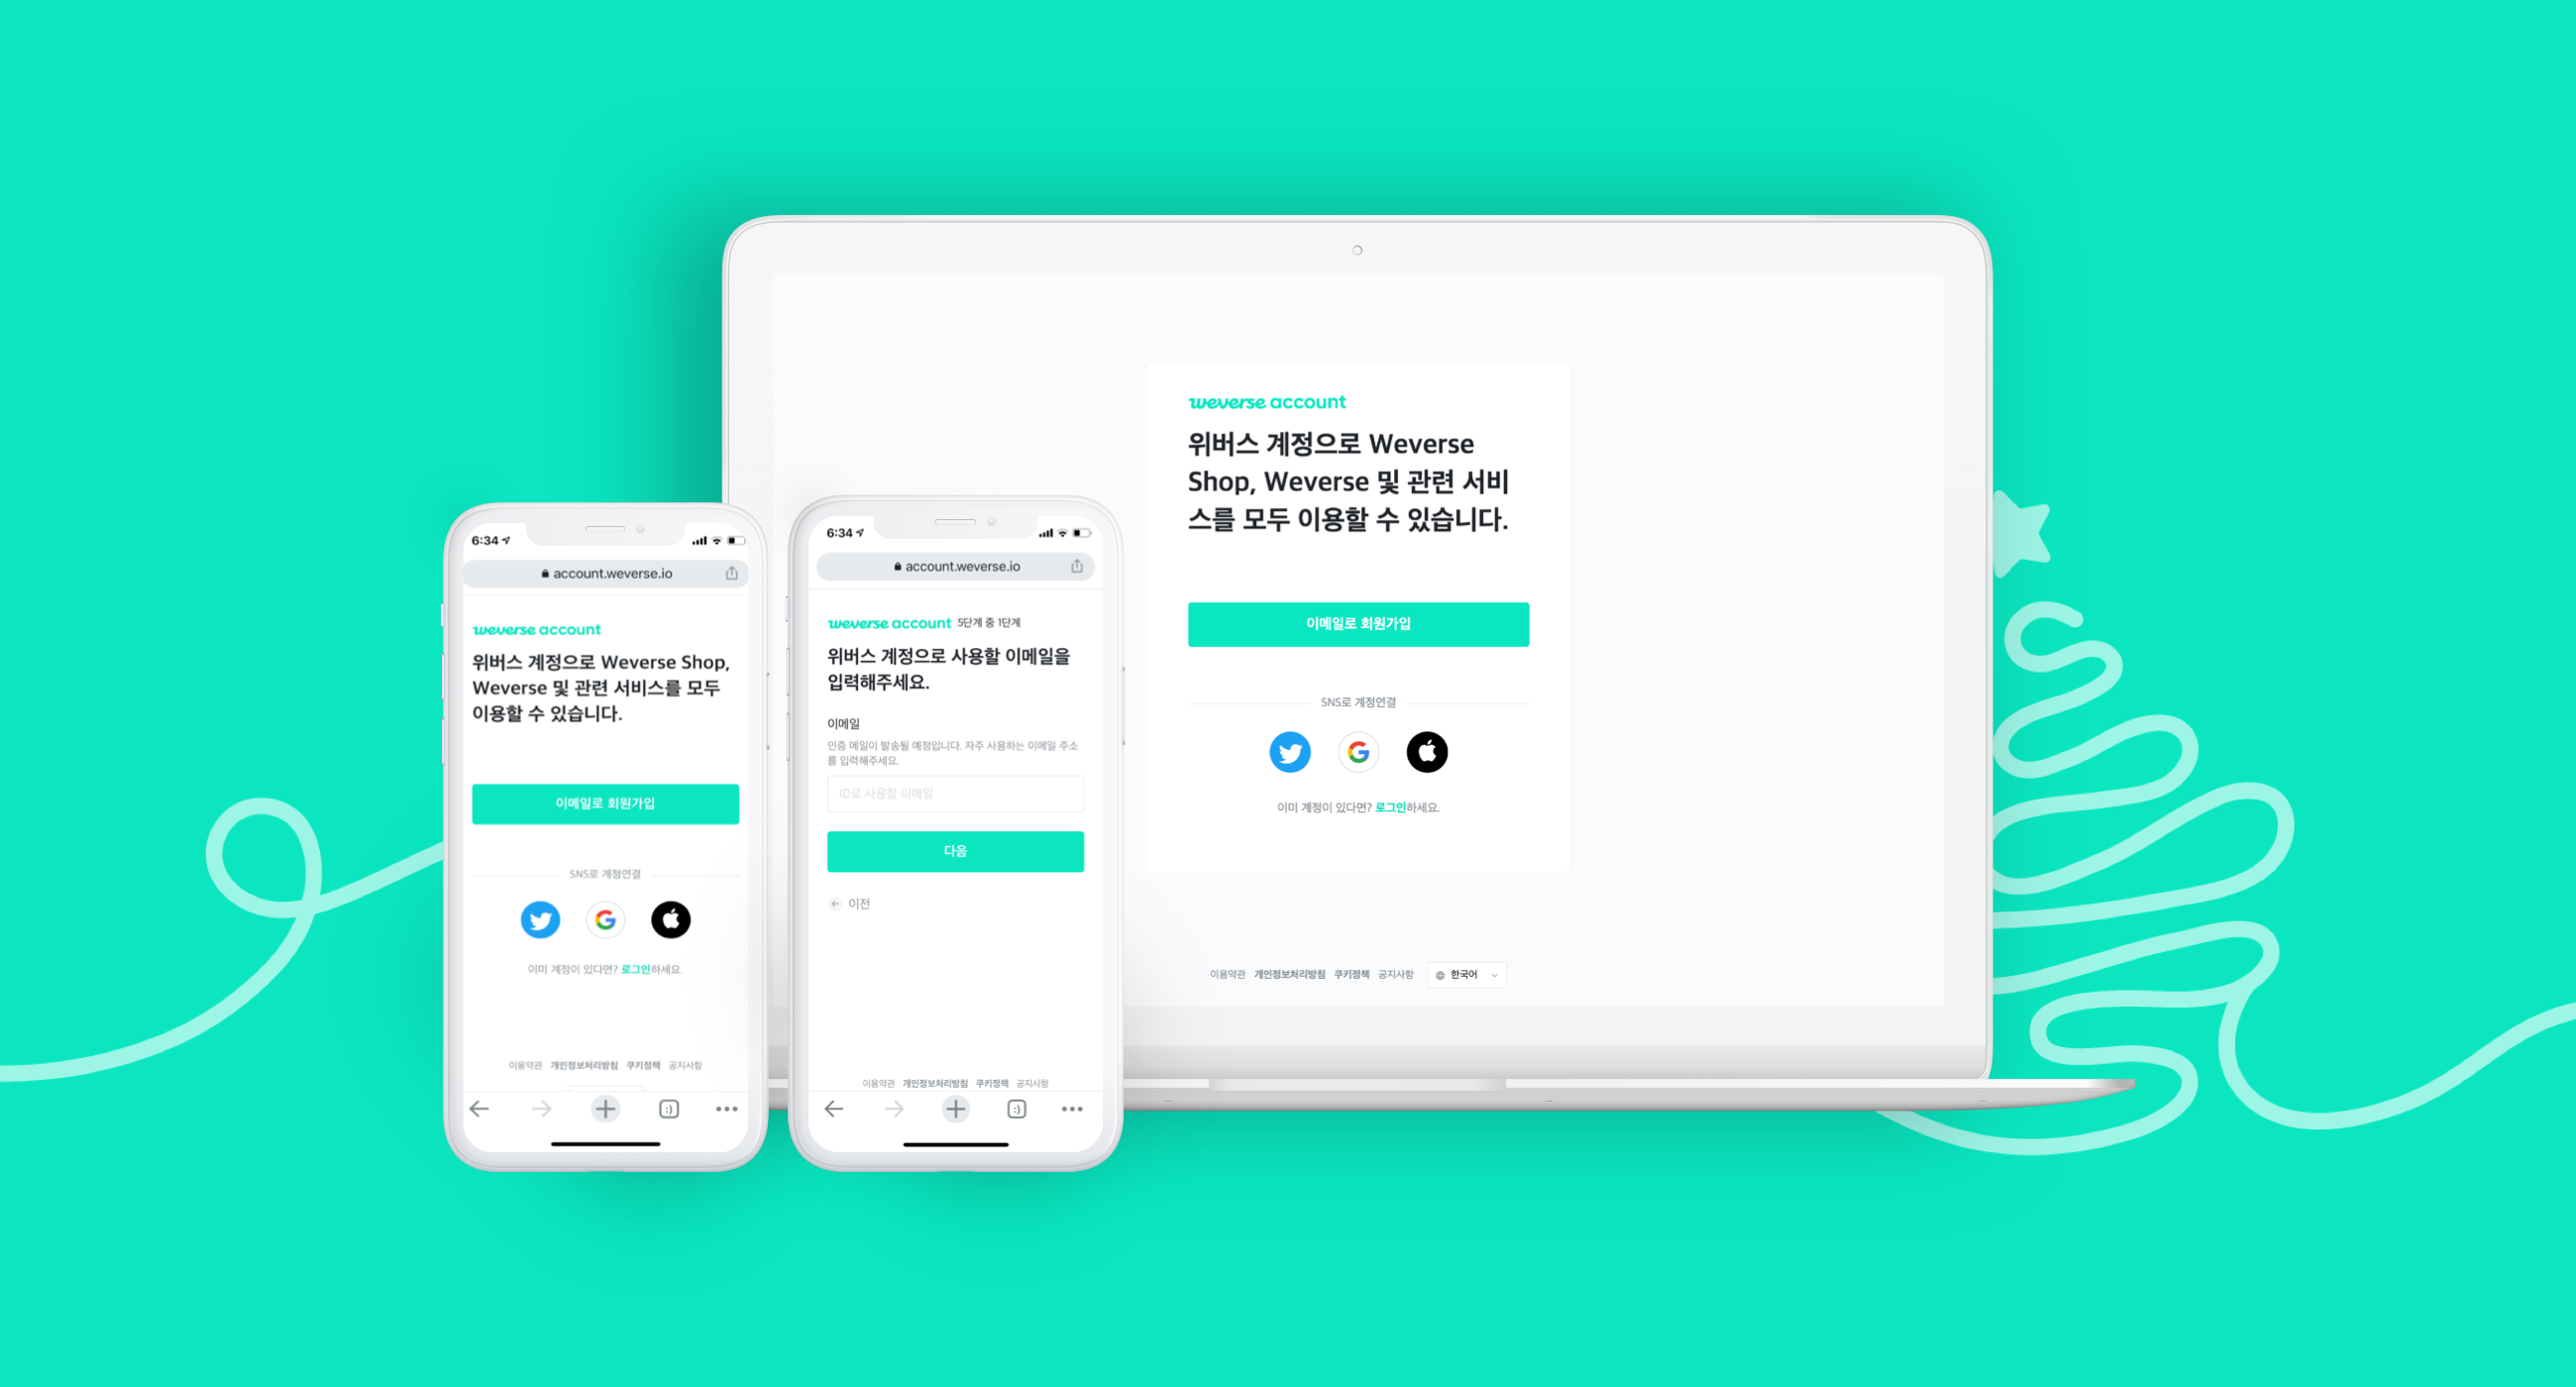 6:34
account.weverse.io
weverse account
위버스 계정으로 Weverse Shop,
Weverse 및 관련 서비스를 모두
이용할 수 있습니다.
이메일로 회원가입
SNS로 계정연결
이미 계정이 있다면? 로그인하세요.
이용약관 개인정보처리방침 쿠키정책 공지사항
:)
6:34
account.weverse.io
weverse account 5단계 중 1단계
위버스 계정으로 사용할 이메일을
입력해주세요.
이메일
인증 메일이 발송될 예정입니다. 자주 사용하는 이메일 주소
를 입력해주세요.
ID로 사용할 이메일
다음
이전
이용약관 개인정보처리방침 쿠키정책 공지사항
:)
weverse account
위버스 계정으로 Weverse
Shop, Weverse 및 관련 서비
스를 모두 이용할 수 있습니다.
이메일로 회원가입
SNS로 계정연결
이미 계정이 있다면? 로그인하세요.
이용약관 개인정보처리방침 쿠키정책 공지사항 한국어